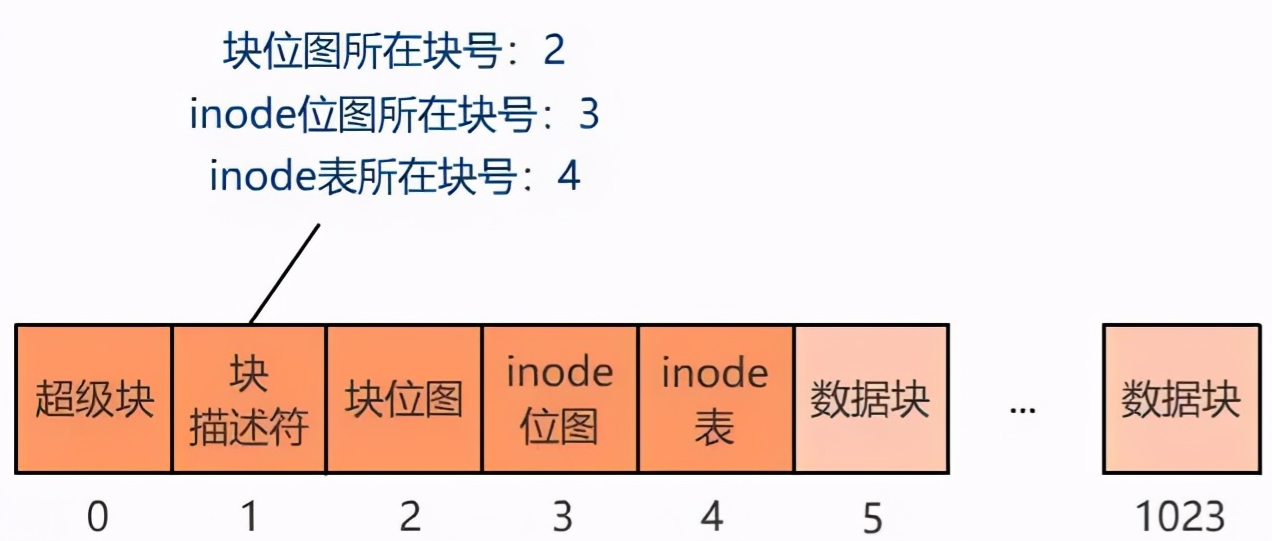 块位图所在块号：2
inode位图所在块号：3
inode表所在块号：4
超级块
块
描述符
块位图
inode
位图
inode
表
数据块
...
数据块
0 1 2 3 4 5 1023